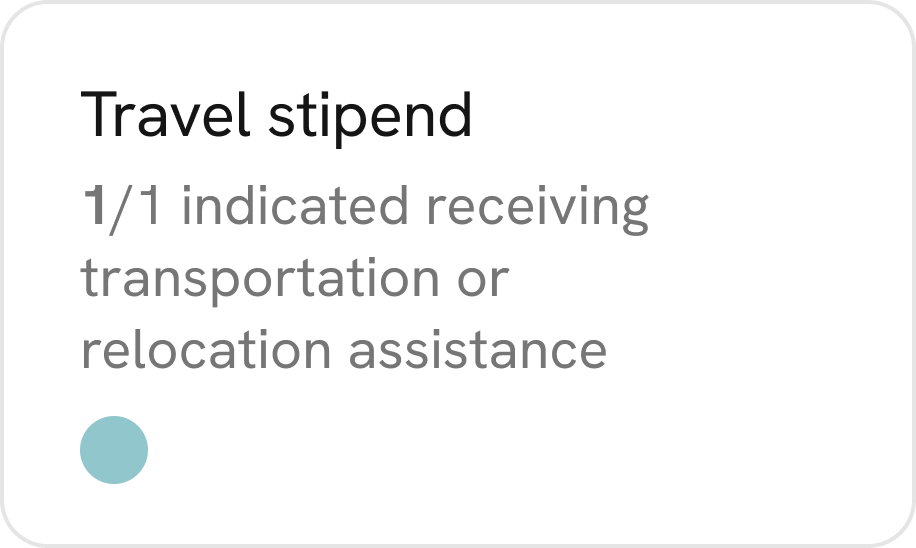 Travel stipend
1/1 indicated receiving
transportation or
relocation assistance